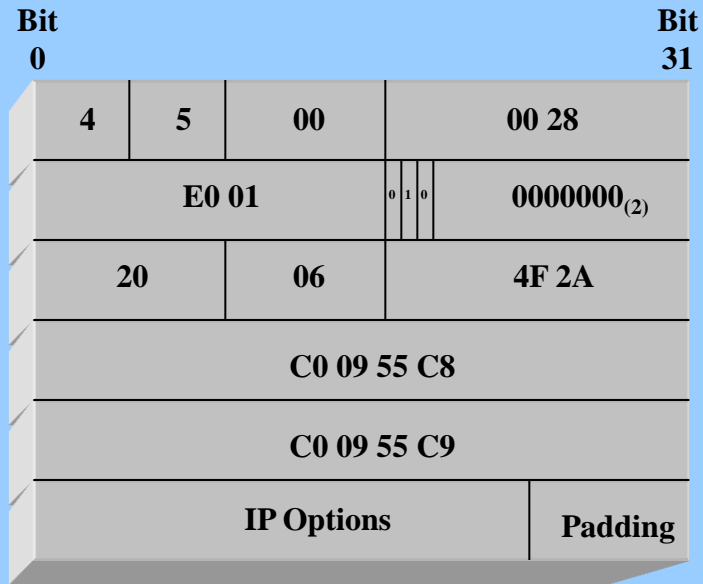 Bit Bit
0 31
4 5 00 00 28
E0 01 0 1 0 0000000(2)
20 06 4F 2A
C0 09 55 C8
C0 09 55 C9
IP Options Padding